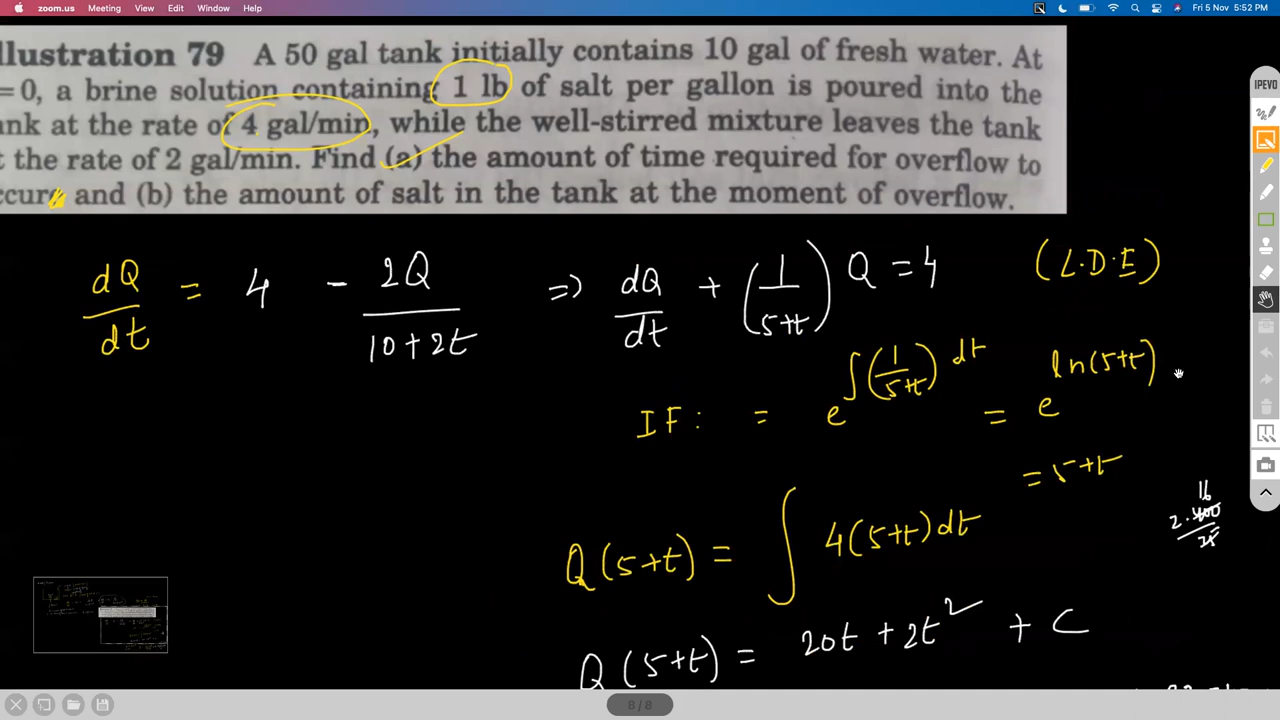 zoom.us Meeting View Edit Window Help Fri 5 Nov 5:52 PM
llustration 79 A 50 gal tank initially contains 10 gal of fresh water. At
=0, a brine solution containing 1 lb of salt per gallon is poured into the
ank at the rate of 4 gal/min, while the well-stirred mixture leaves the tank
t the rate of 2 gal/min. Find (a) the amount of time required for overflow to
ccur, and (b) the amount of salt in the tank at the moment of overflow.
IPEVO
dQ/dt = 4 - 2Q/(10+2t) => dQ/dt + (1/(5+t)) Q = 4 (L.D.E)
IF: = e^∫(1/(5+t)) dt = e^ln(5+t)
= 5+t
Q(5+t) = ∫ 4(5+t) dt
16
2.400
25
Q(5+t) = 20t + 2t² + C
8 / 8